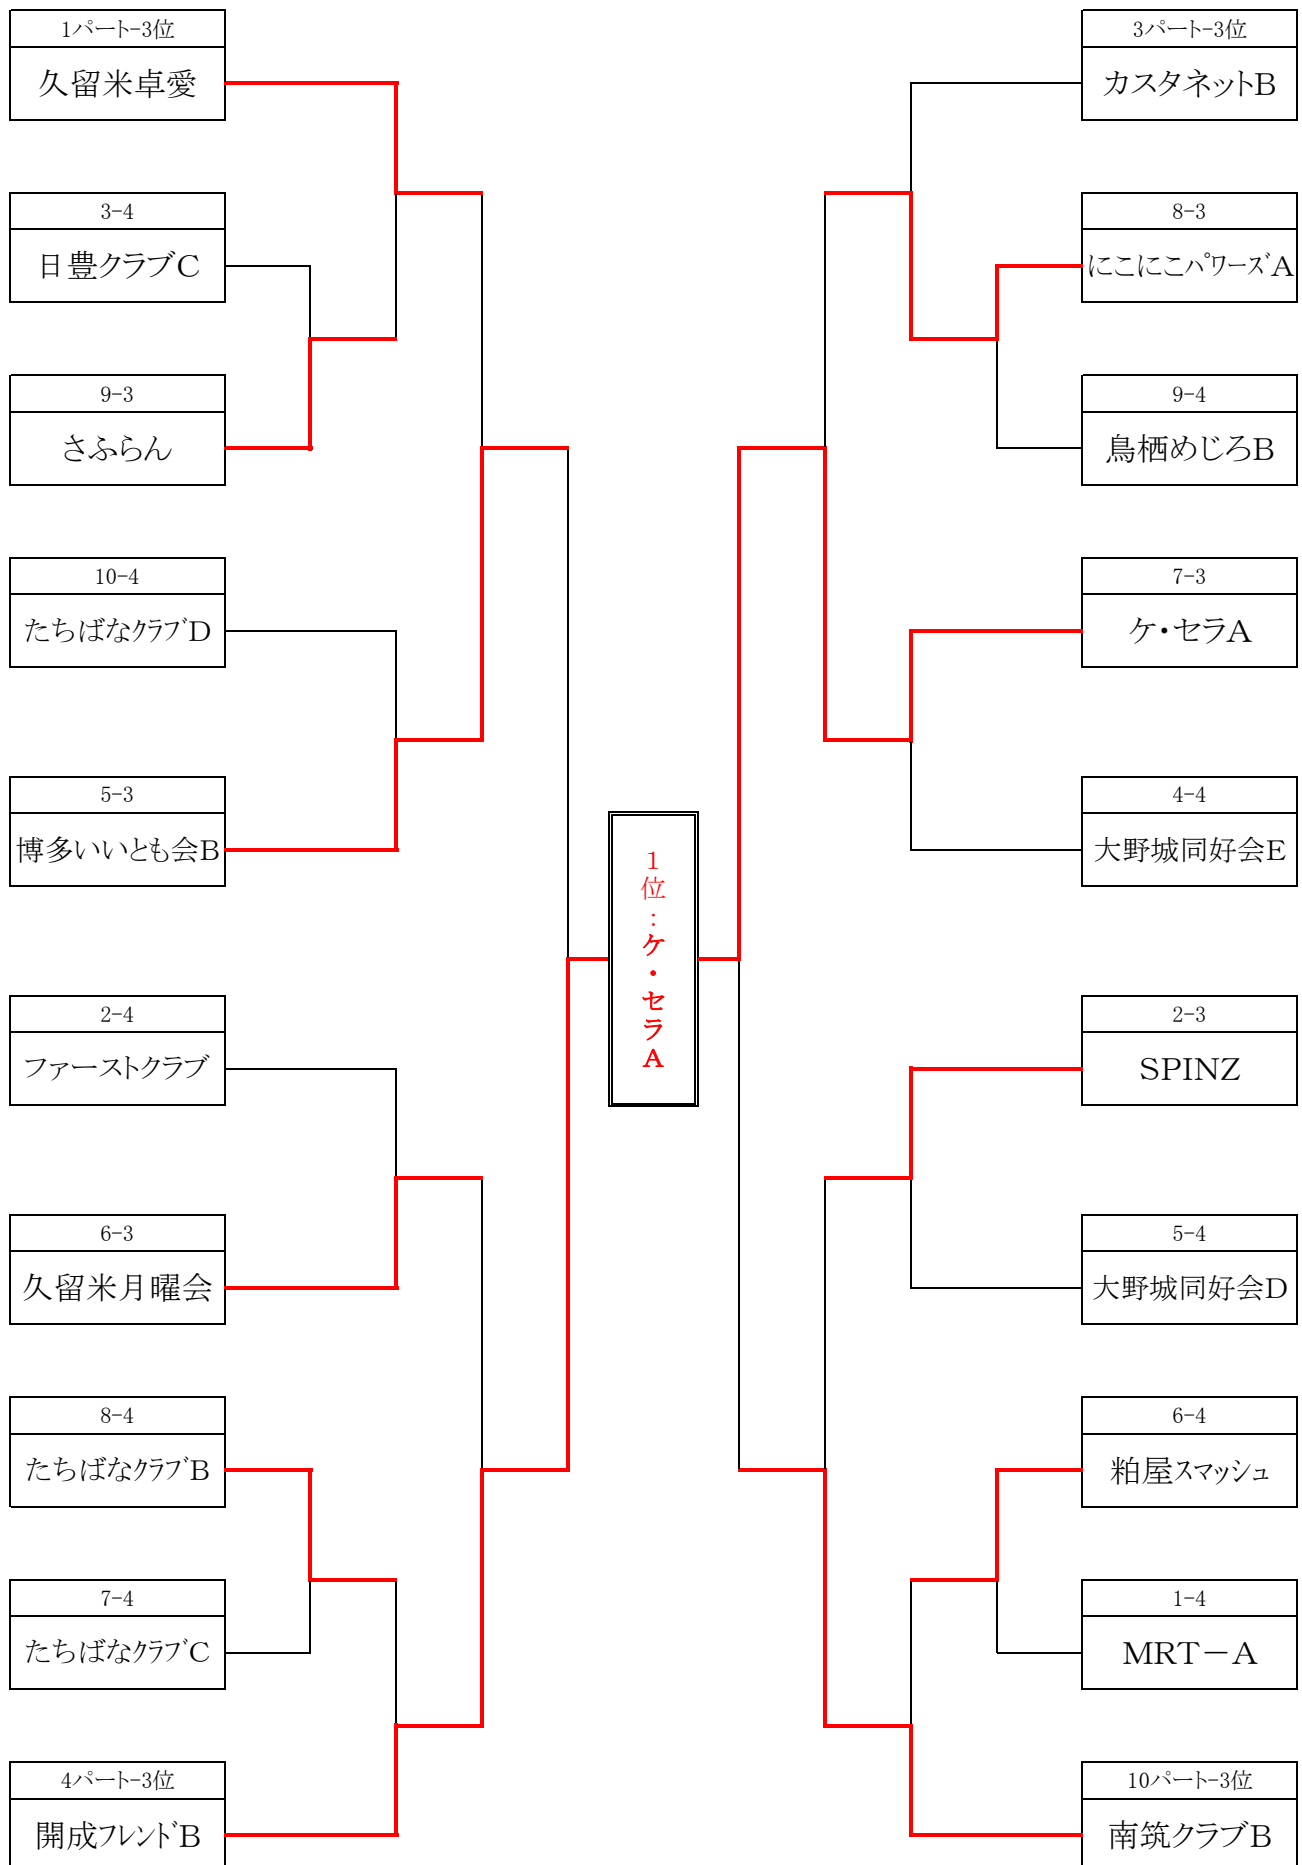 1パート-3位
久留米卓愛
3-4
日豊クラブC
9-3
さふらん
10-4
たちばなクラブD
5-3
博多いいとも会B
2-4
ファーストクラブ
6-3
久留米月曜会
8-4
たちばなクラブB
7-4
たちばなクラブC
4パート-3位
開成フレンドB
1位:ケ・セラA
3パート-3位
カスタネットB
8-3
にこにこパワーズA
9-4
鳥栖めじろB
7-3
ケ・セラA
4-4
大野城同好会E
2-3
SPINZ
5-4
大野城同好会D
6-4
粕屋スマッシュ
1-4
MRT-A
10パート-3位
南筑クラブB